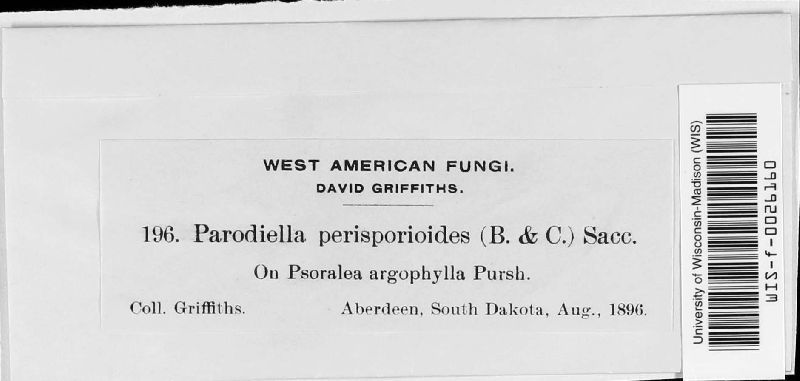 WEST AMERICAN FUNGI.
DAVID GRIFFITHS.
196. Parodiella perisporioides (B. & C.) Sacc.
On Psoralea argophylla Pursh.
Coll. Griffiths. Aberdeen, South Dakota, Aug., 1896.
University of Wisconsin-Madison (WIS)
WIS-f-0026160